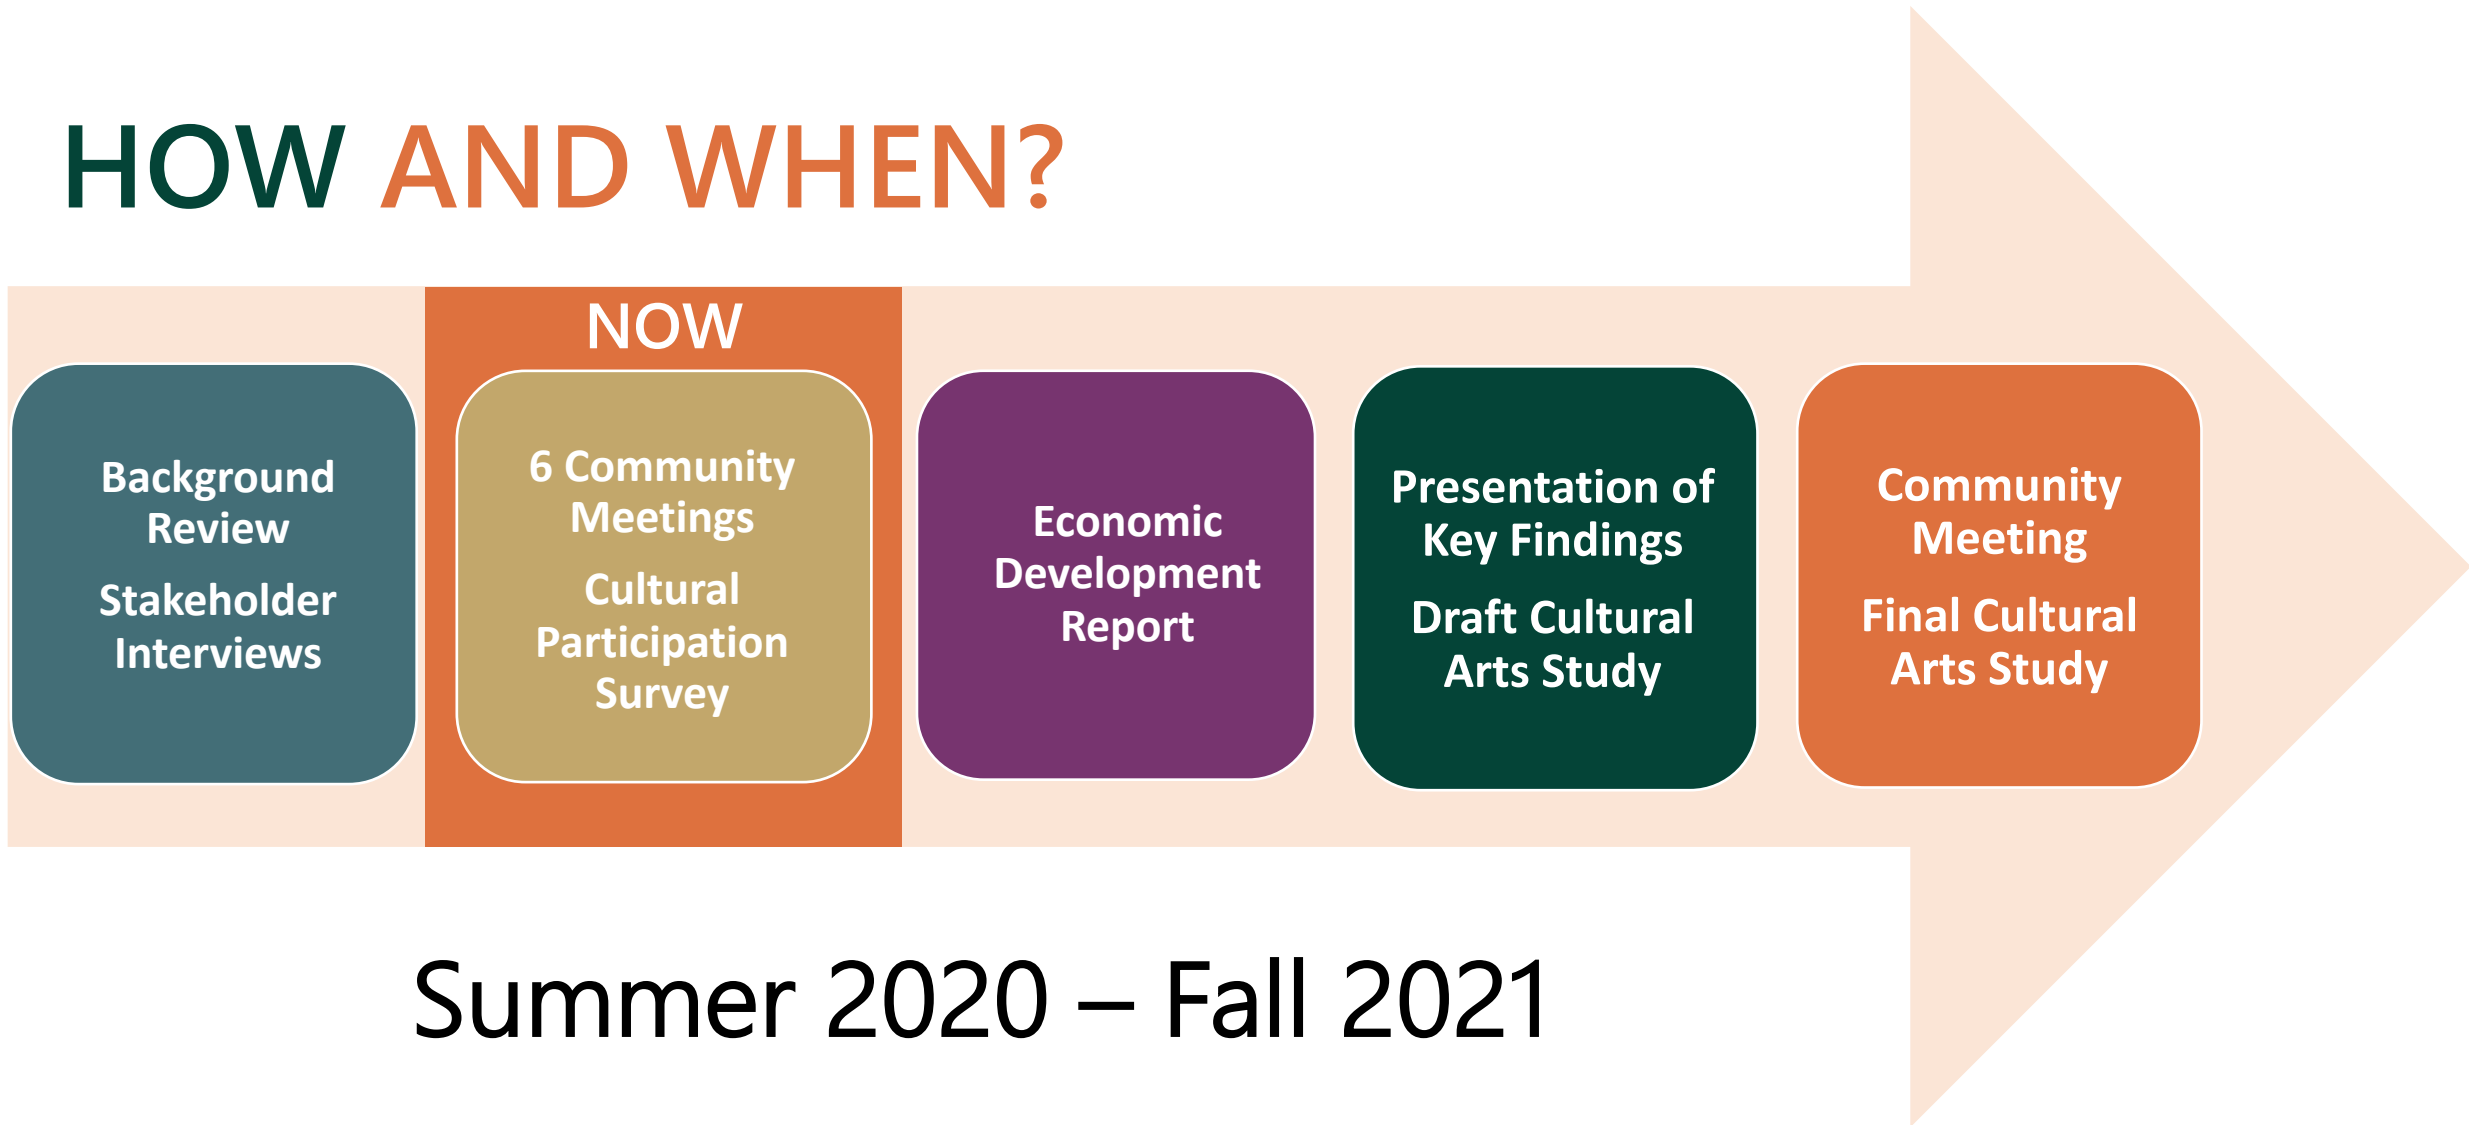 HOW AND WHEN?
NOW
Background
Review
Stakeholder
Interviews
6 Community
Meetings
Cultural
Participation
Survey
Economic
Development
Report
Presentation of
Key Findings
Draft Cultural
Arts Study
Community
Meeting
Final Cultural
Arts Study
Summer 2020 – Fall 2021